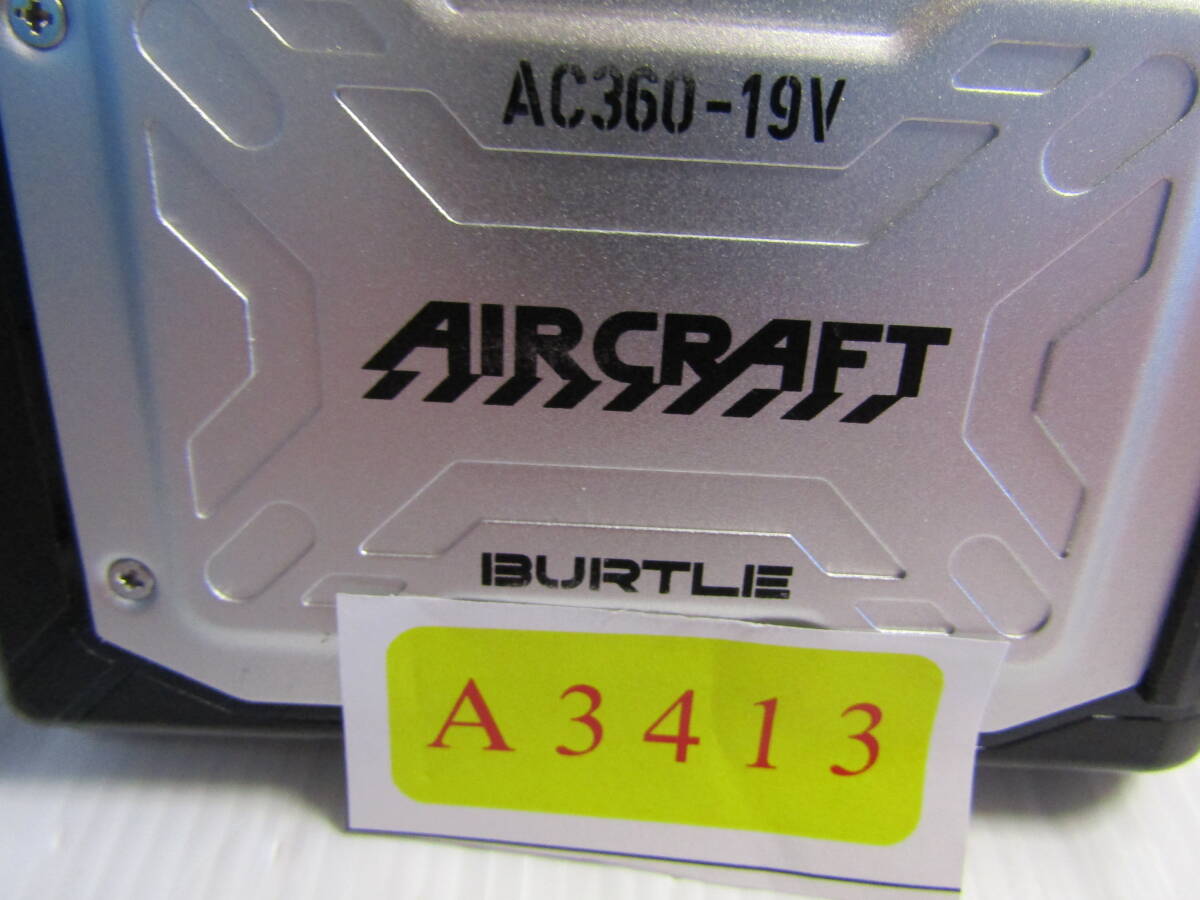 AC360-19V
AIRCRAFT
BURTLE
A3413